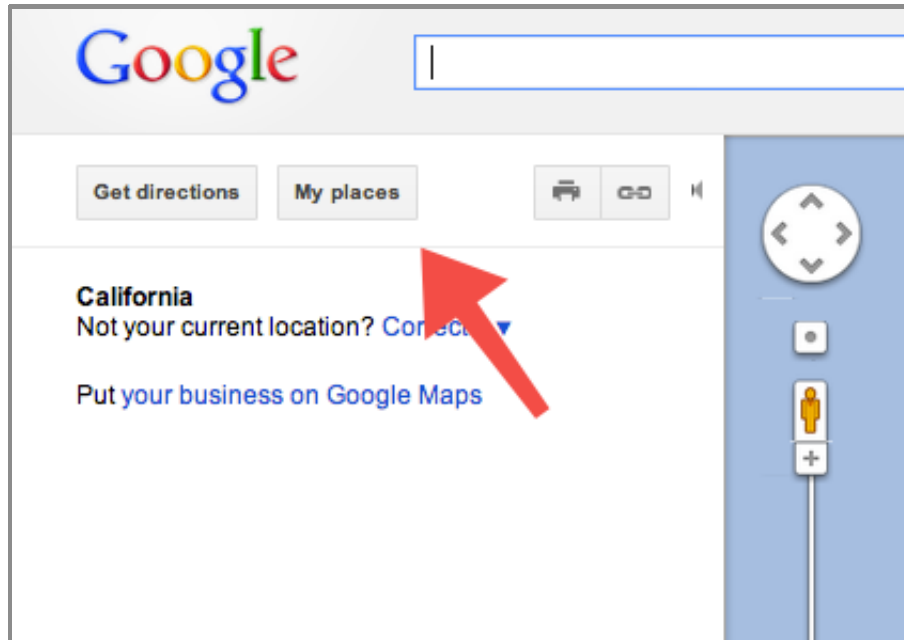 Google
Get directions My places
California
Not your current location?
Put your business on Google Maps